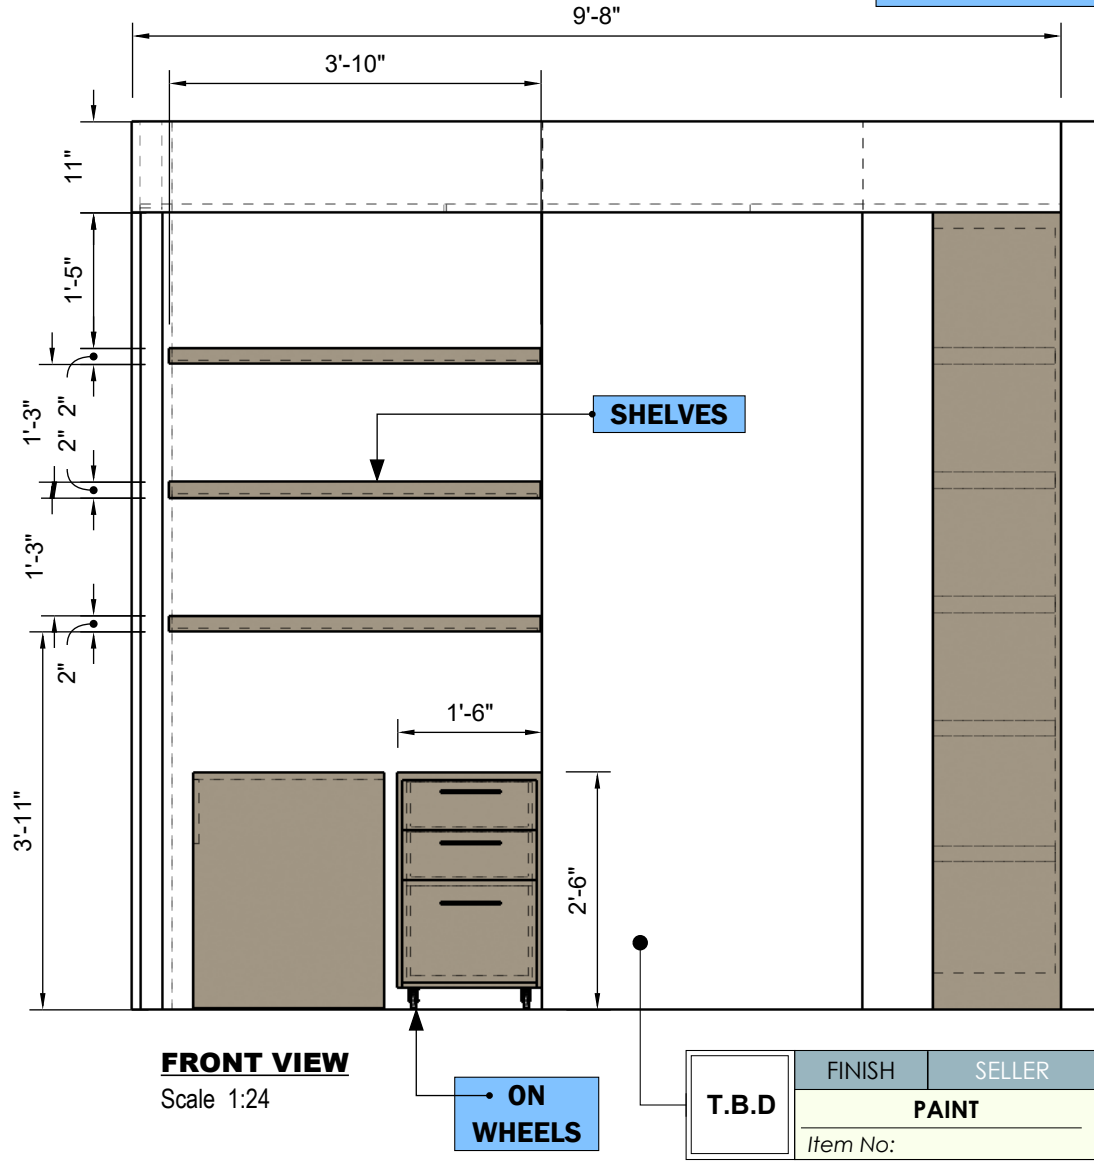 9'-8"
3'-10"
11"
1'-5"
2"
1'-3"
2"
SHELVES
1'-3"
2"
1'-6"
3'-11"
2'-6"
FRONT VIEW
Scale 1:24
ON
WHEELS
T.B.D
FINISH SELLER
PAINT
Item No: